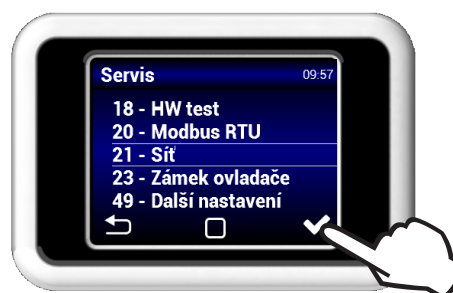 Servis 09:57
18 - HW test
20 - Modbus RTU
21 - Síť
23 - Zámek ovladače
49 - Další nastavení